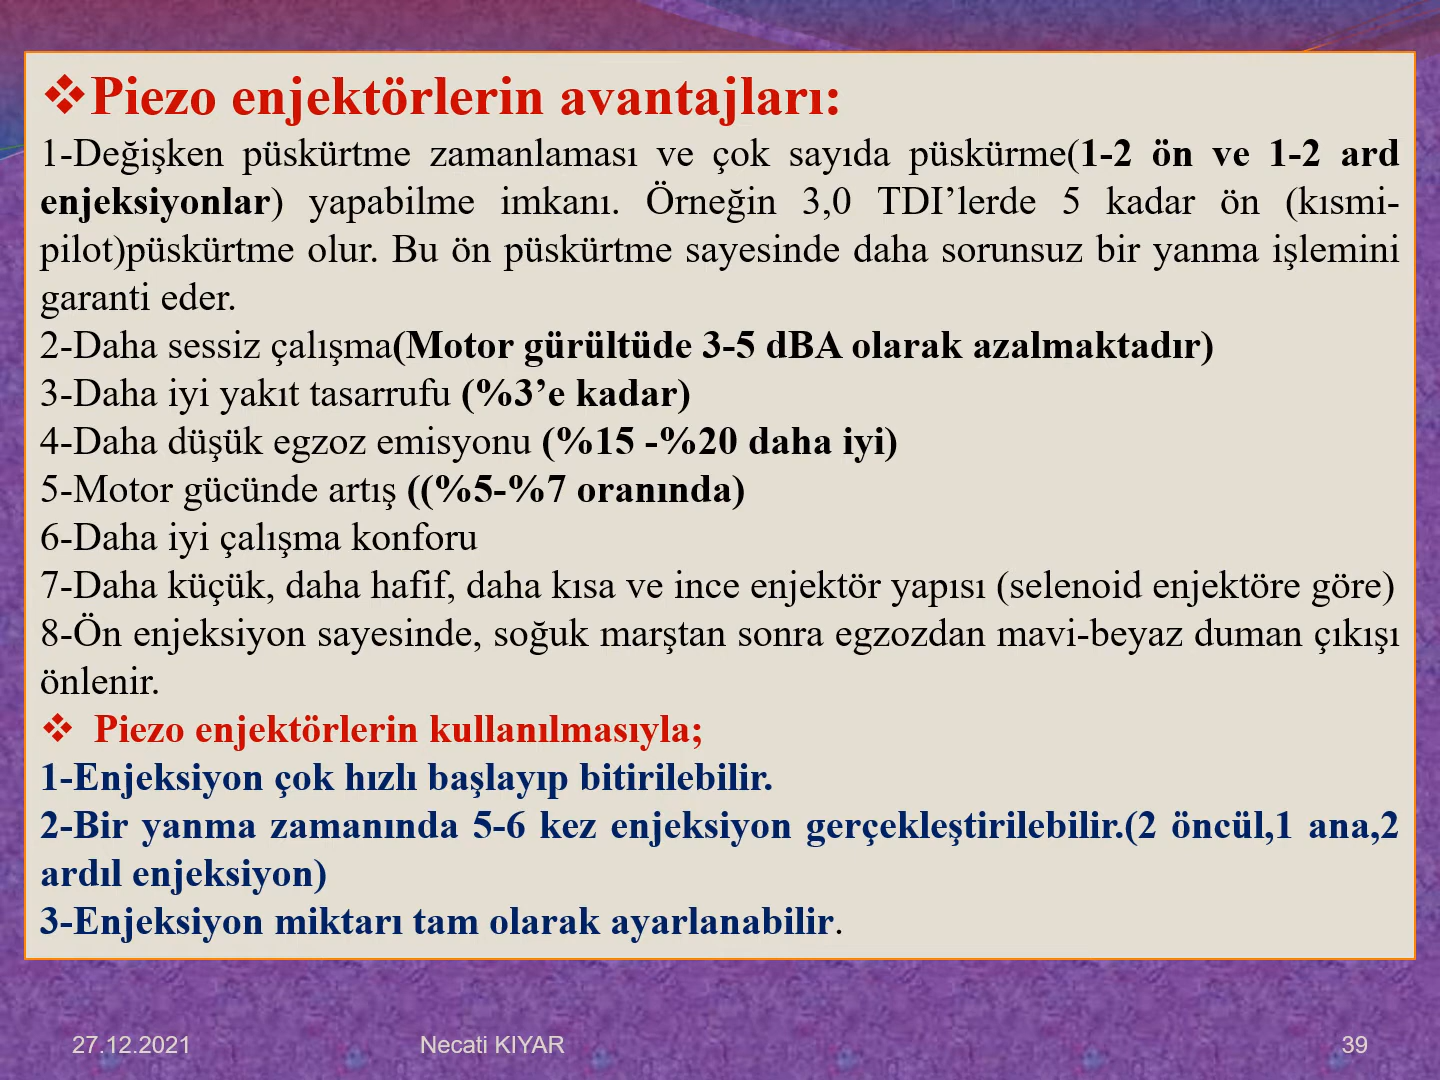 ❖Piezo enjektörlerin avantajları:
1-Değişken püskürtme zamanlaması ve çok sayıda püskürme(1-2 ön ve 1-2 ard
enjeksiyonlar) yapabilme imkanı. Örneğin 3,0 TDI’lerde 5 kadar ön (kısmi-
pilot)püskürtme olur. Bu ön püskürtme sayesinde daha sorunsuz bir yanma işlemini
garanti eder.
2-Daha sessiz çalışma(Motor gürültüde 3-5 dBA olarak azalmaktadır)
3-Daha iyi yakıt tasarrufu (%3’e kadar)
4-Daha düşük egzoz emisyonu (%15 -%20 daha iyi)
5-Motor gücünde artış ((%5-%7 oranında)
6-Daha iyi çalışma konforu
7-Daha küçük, daha hafif, daha kısa ve ince enjektör yapısı (selenoid enjektöre göre)
8-Ön enjeksiyon sayesinde, soğuk marştan sonra egzozdan mavi-beyaz duman çıkışı
önlenir.
❖ Piezo enjektörlerin kullanılmasıyla;
1-Enjeksiyon çok hızlı başlayıp bitirilebilir.
2-Bir yanma zamanında 5-6 kez enjeksiyon gerçekleştirilebilir.(2 öncül,1 ana,2
ardıl enjeksiyon)
3-Enjeksiyon miktarı tam olarak ayarlanabilir.
27.12.2021 Necati KIYAR 39